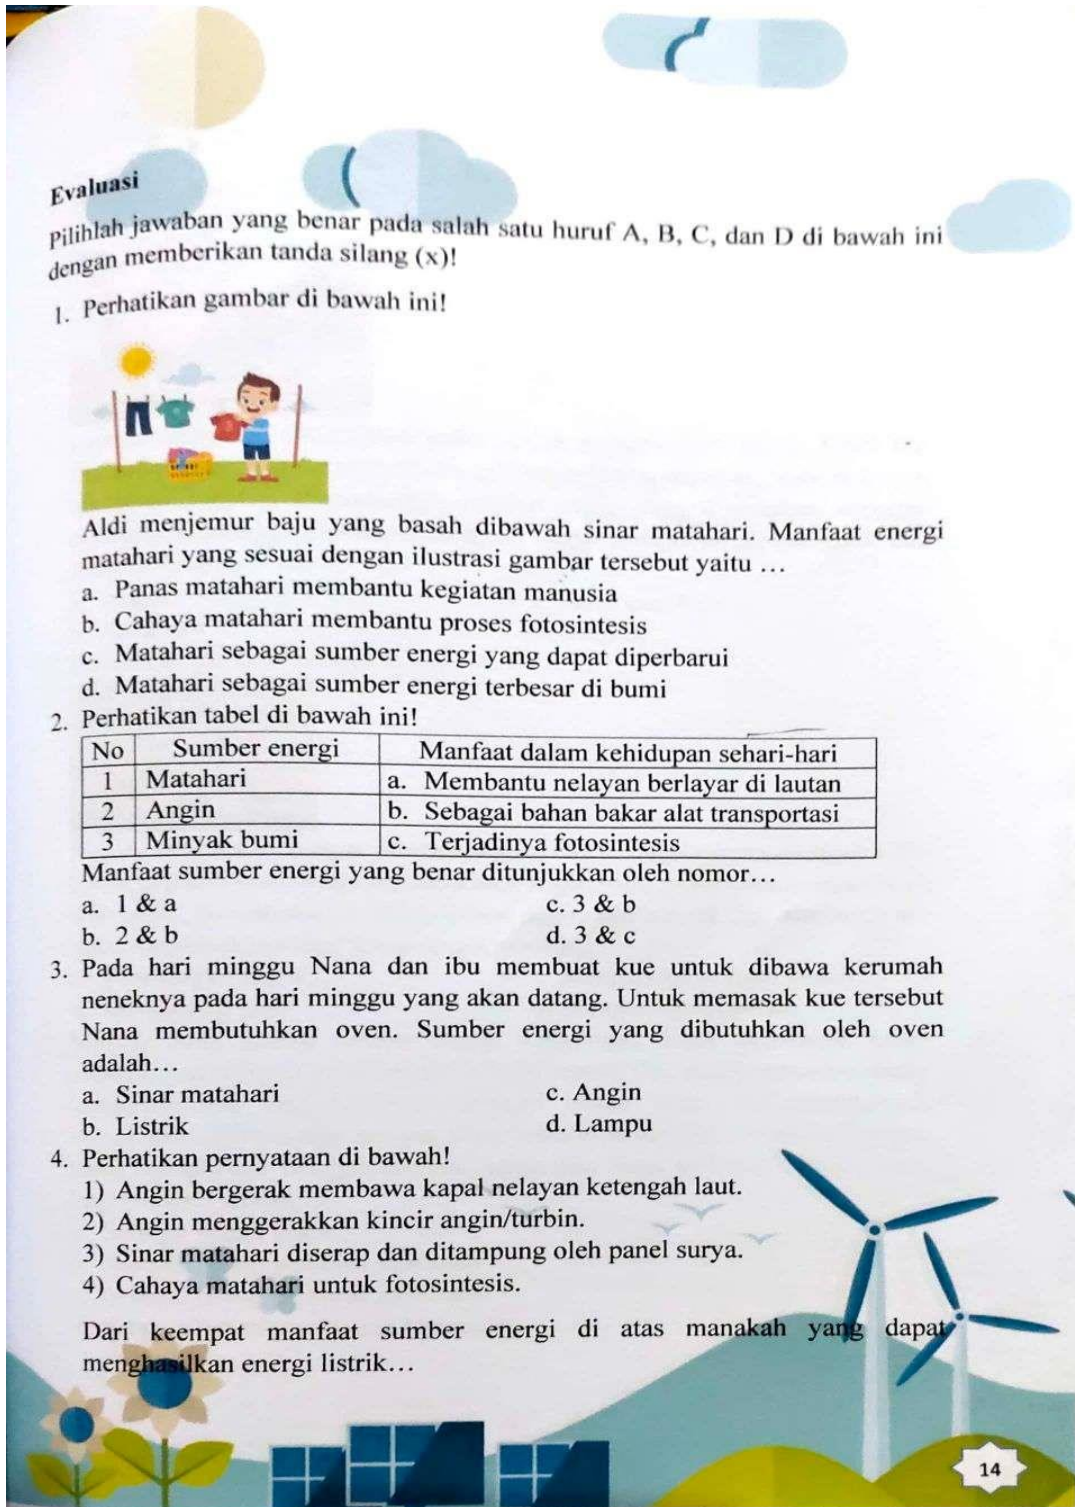 Evaluasi
Pilihlah jawaban yang benar pada salah satu huruf A, B, C, dan D di bawah ini
dengan memberikan tanda silang (x)!
1. Perhatikan gambar di bawah ini!
Aldi menjemur baju yang basah dibawah sinar matahari. Manfaat energi
matahari yang sesuai dengan ilustrasi gambar tersebut yaitu …
a. Panas matahari membantu kegiatan manusia
b. Cahaya matahari membantu proses fotosintesis
c. Matahari sebagai sumber energi yang dapat diperbarui
d. Matahari sebagai sumber energi terbesar di bumi
2. Perhatikan tabel di bawah ini!
No Sumber energi Manfaat dalam kehidupan sehari-hari
1 Matahari a. Membantu nelayan berlayar di lautan
2 Angin b. Sebagai bahan bakar alat transportasi
3 Minyak bumi c. Terjadinya fotosintesis
Manfaat sumber energi yang benar ditunjukkan oleh nomor…
a. 1 & a c. 3 & b
b. 2 & b d. 3 & c
3. Pada hari minggu Nana dan ibu membuat kue untuk dibawa kerumah
neneknya pada hari minggu yang akan datang. Untuk memasak kue tersebut
Nana membutuhkan oven. Sumber energi yang dibutuhkan oleh oven
adalah…
a. Sinar matahari c. Angin
b. Listrik d. Lampu
4. Perhatikan pernyataan di bawah!
1) Angin bergerak membawa kapal nelayan ketengah laut.
2) Angin menggerakkan kincir angin/turbin.
3) Sinar matahari diserap dan ditampung oleh panel surya.
4) Cahaya matahari untuk fotosintesis.
Dari keempat manfaat sumber energi di atas manakah yang dapat
menghasilkan energi listrik…
14